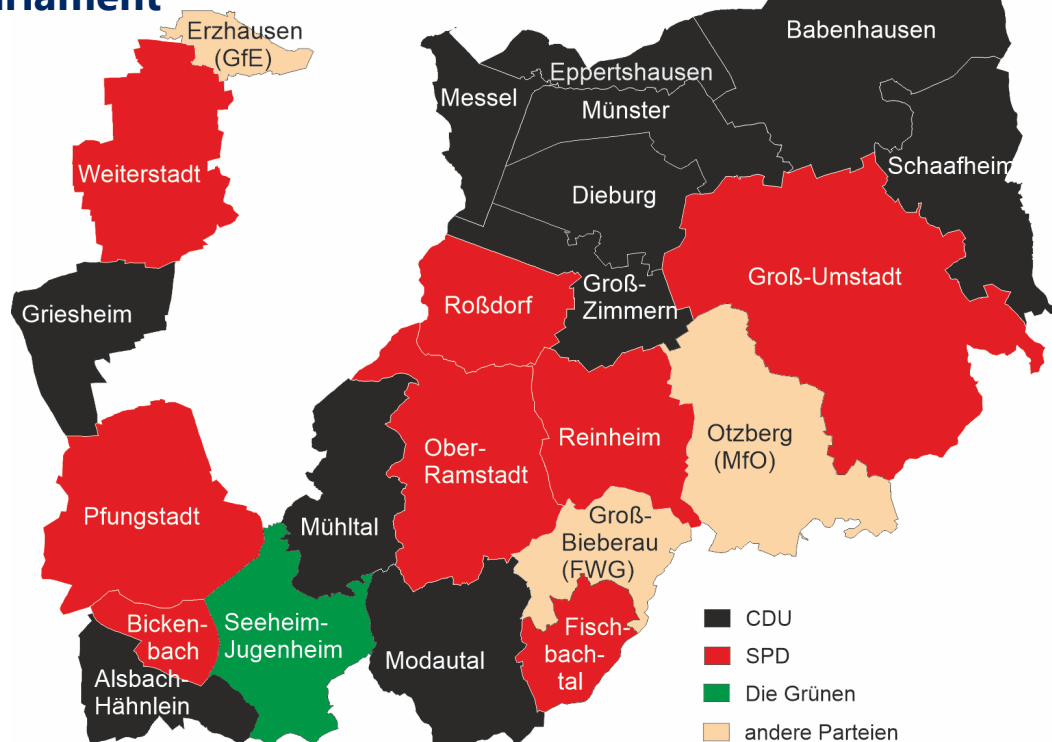 Erzhausen
(GfE)
Babenhausen
Eppertshausen
Messel
Münster
Schaafheim
Weiterstadt
Dieburg
Groß-Umstadt
Groß-
Zimmern
Roßdorf
Griesheim
Ober-
Ramstadt
Reinheim
Otzberg
(MfO)
Pfungstadt
Mühltal
Groß-
Bieberau
(FWG)
Bicken-
bach
Seeheim-
Jugenheim
Fisch-
bach-
tal
Modautal
Alsbach-
Hähnlein
CDU
SPD
Die Grünen
andere Parteien